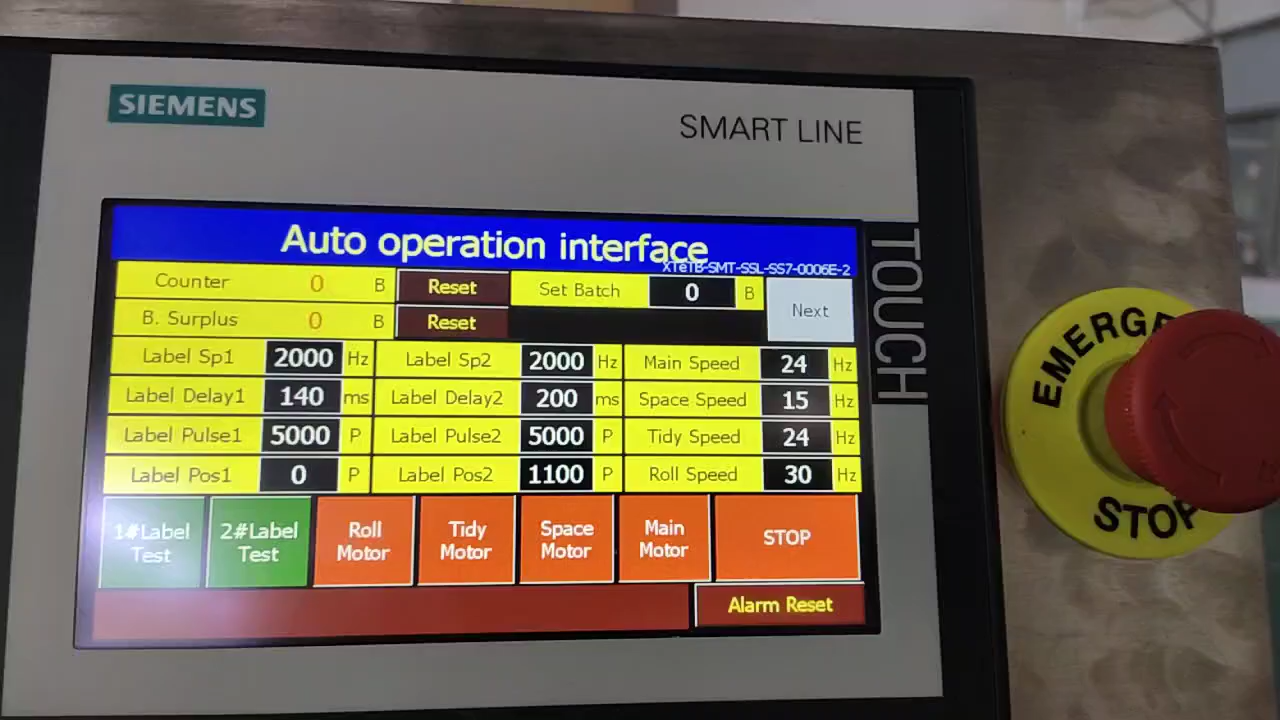 SIEMENS
SMART LINE
TOUCH
Auto operation interface
XTeTB-SMT-SSL-SS7-0006E-2
Counter 0 B Reset Set Batch 0 B Next
B. Surplus 0 B Reset
Label Sp1 2000 Hz Label Sp2 2000 Hz Main Speed 24 Hz
Label Delay1 140 ms Label Delay2 200 ms Space Speed 15 Hz
Label Pulse1 5000 P Label Pulse2 5000 P Tidy Speed 24 Hz
Label Pos1 0 P Label Pos2 1100 P Roll Speed 30 Hz
1#Label Test
2#Label Test
Roll Motor
Tidy Motor
Space Motor
Main Motor
STOP
Alarm Reset
STOP